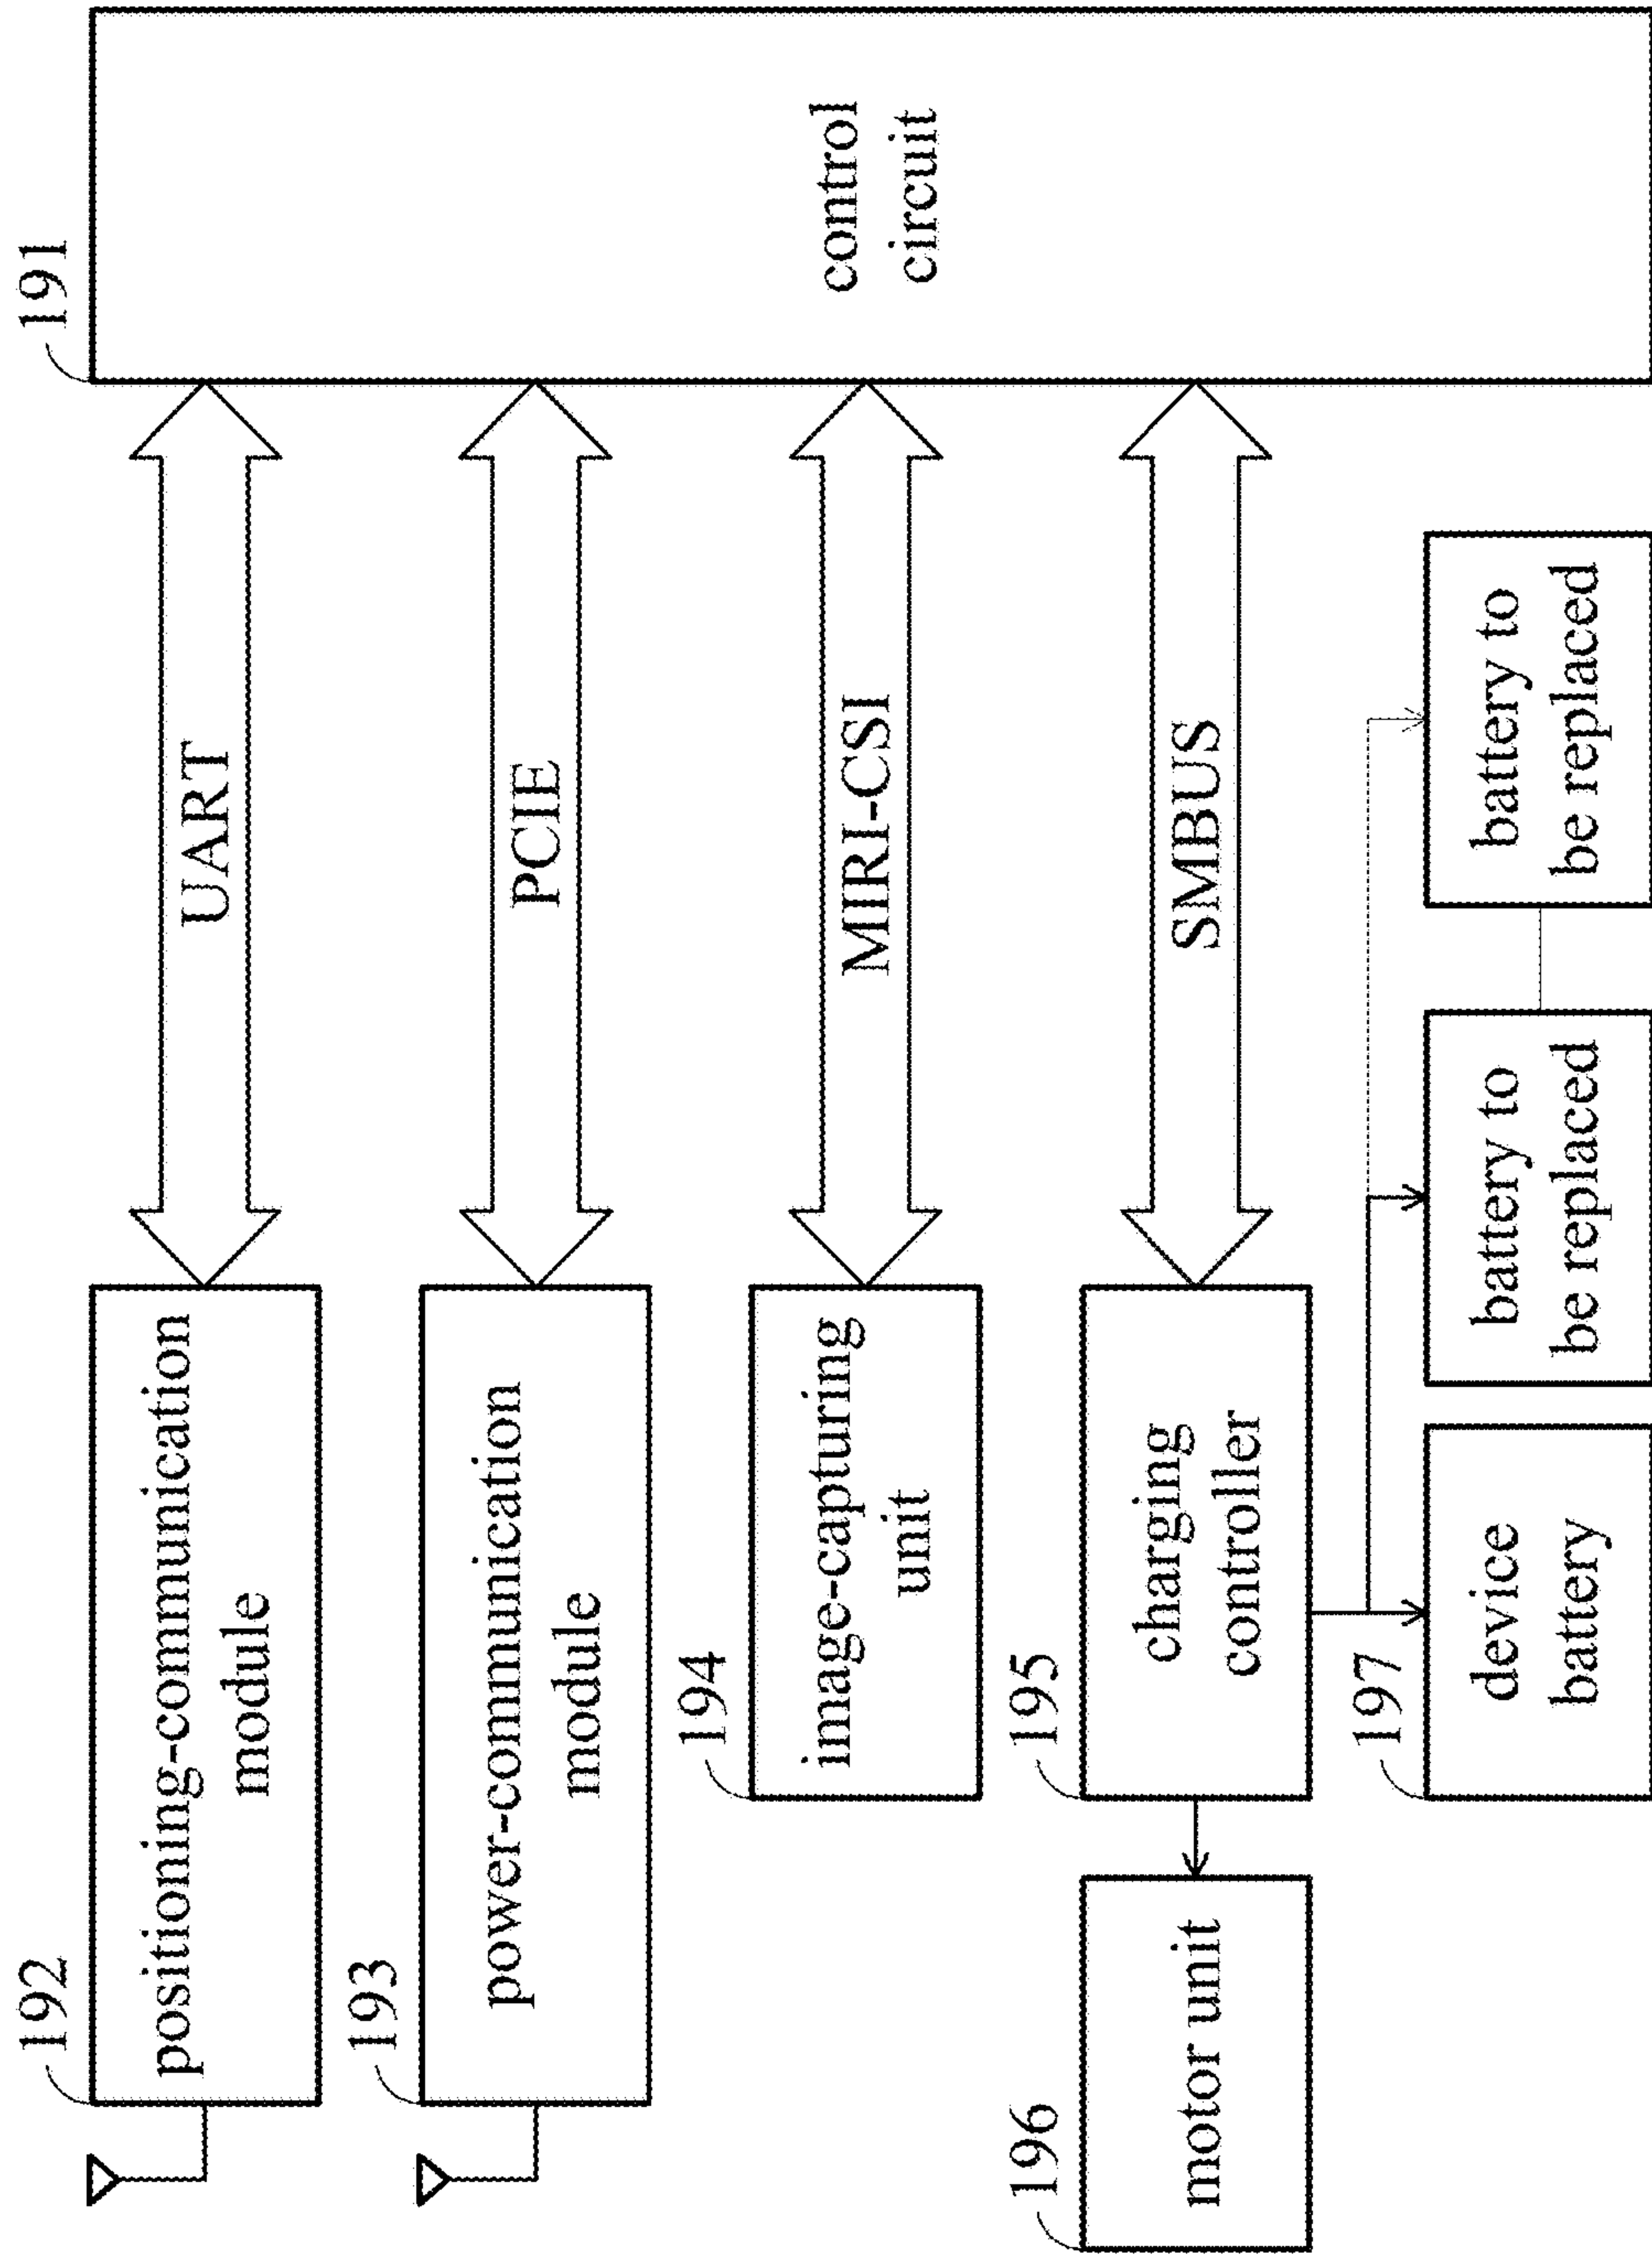 192
positioning-communication
module
UART
191
control
circuit
193
power-communication
module
PCIE
194
image-capturing
unit
MIRI-CSI
195
charging
controller
SMBUS
196
motor unit
197
device
battery
battery to
be replaced
battery to
be replaced